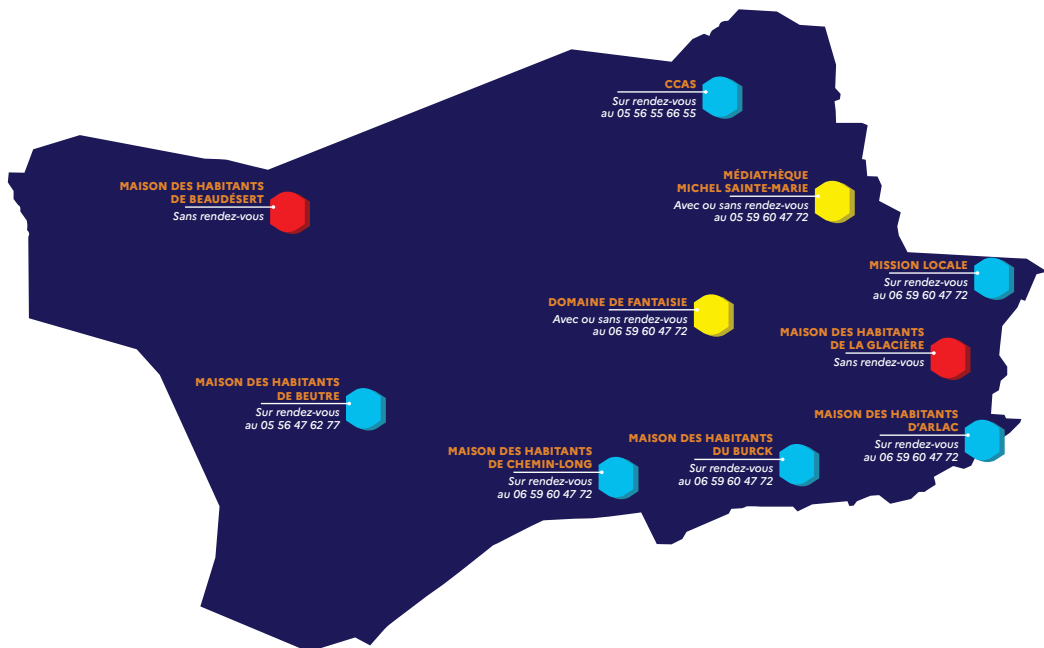 CCAS
Sur rendez-vous
au 05 56 55 66 55
MÉDIATHÈQUE
MICHEL SAINTE-MARIE
Avec ou sans rendez-vous
au 05 59 60 47 72
MAISON DES HABITANTS
DE BEAUDÉSERT
Sans rendez-vous
MISSION LOCALE
Sur rendez-vous
au 06 59 60 47 72
DOMAINE DE FANTAISIE
Avec ou sans rendez-vous
au 06 59 60 47 72
MAISON DES HABITANTS
DE LA GLACIÈRE
Sans rendez-vous
MAISON DES HABITANTS
DE BEUTRE
Sur rendez-vous
au 05 56 47 62 77
MAISON DES HABITANTS
D'ARLAC
Sur rendez-vous
au 06 59 60 47 72
MAISON DES HABITANTS
DU BURCK
Sur rendez-vous
au 06 59 60 47 72
MAISON DES HABITANTS
DE CHEMIN-LONG
Sur rendez-vous
au 06 59 60 47 72